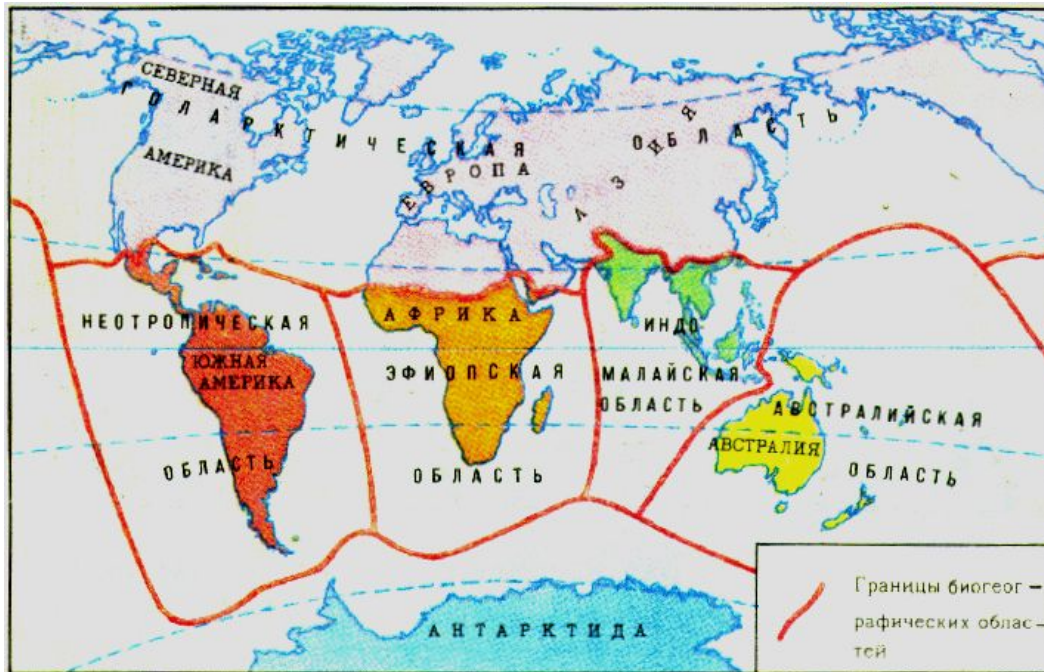 СЕВЕРНАЯ
ГОЛАРКТИЧЕСКАЯ ОБЛАСТЬ
АМЕРИКА
ЕВРОПА
АЗИЯ
НЕОТРОПИЧЕСКАЯ
АФРИКА
ИНДО
ЮЖНАЯ
АМЕРИКА
ЭФИОПСКАЯ
МАЛАЙСКАЯ
ОБЛАСТЬ
АВСТРАЛИЙСКАЯ
АВСТРАЛИЯ
ОБЛАСТЬ
ОБЛАСТЬ
ОБЛАСТЬ
АНТАРКТИДА
Границы биогеог –
рафических облас–
тей